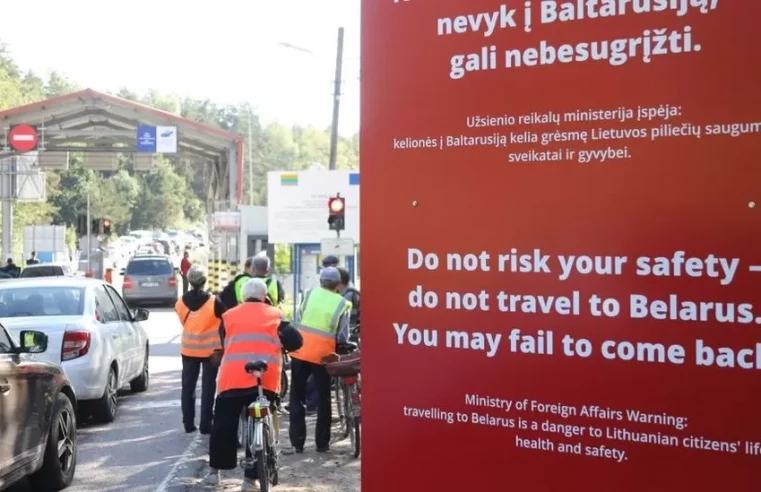 nevyk į Baltarusiją,
gali nebesugrįžti.
Užsienio reikalų ministerija įspėja:
kelionės į Baltarusiją kelia grėsmę Lietuvos piliečių saugum
sveikatai ir gyvybei.
Do not risk your safety –
do not travel to Belarus.
You may fail to come back
Ministry of Foreign Affairs Warning:
travelling to Belarus is a danger to Lithuanian citizens' life
health and safety.